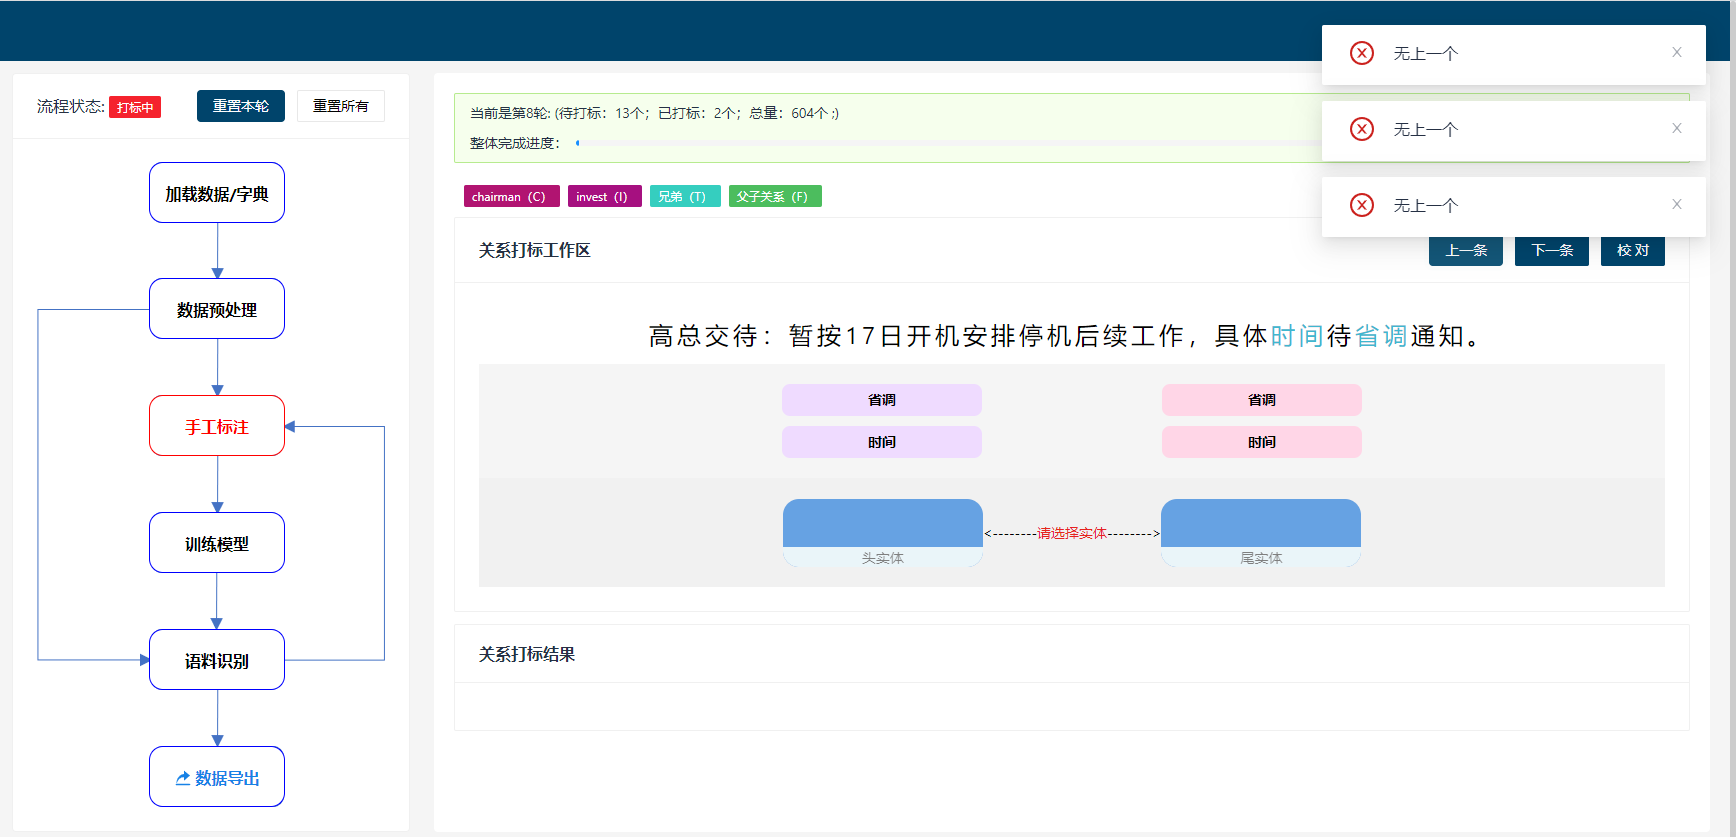 无上一个
无上一个
无上一个
流程状态: 打标中 重置本轮 重置所有
加载数据/字典
数据预处理
手工标注
训练模型
语料识别
数据导出
当前是第8轮: (待打标：13个；已打标：2个；总量：604个 ;)
整体完成进度：
chairman（C） invest（I） 兄弟（T） 父子关系（F）
关系打标工作区 上一条 下一条 校 对
高总交待：暂按17日开机安排停机后续工作，具体时间待省调通知。
省调 省调
时间 时间
<--------请选择实体-------->
头实体 尾实体
关系打标结果